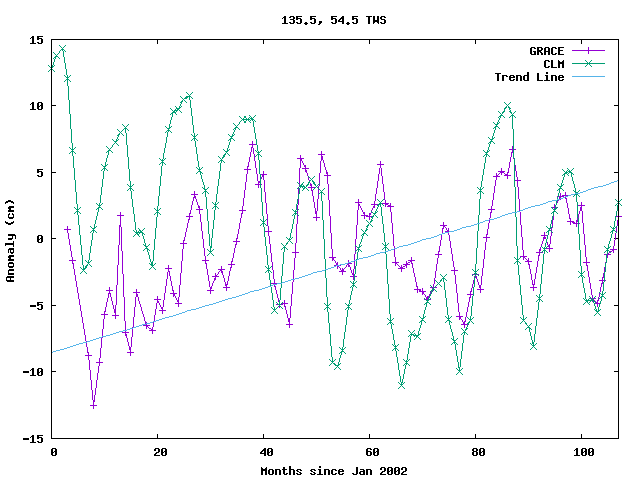 135.5, 54.5 TWS
GRACE
CLM
Trend Line
15
10
5
0
-5
-10
-15
Anomaly (cm)
0 20 40 60 80 100
Months since Jan 2002